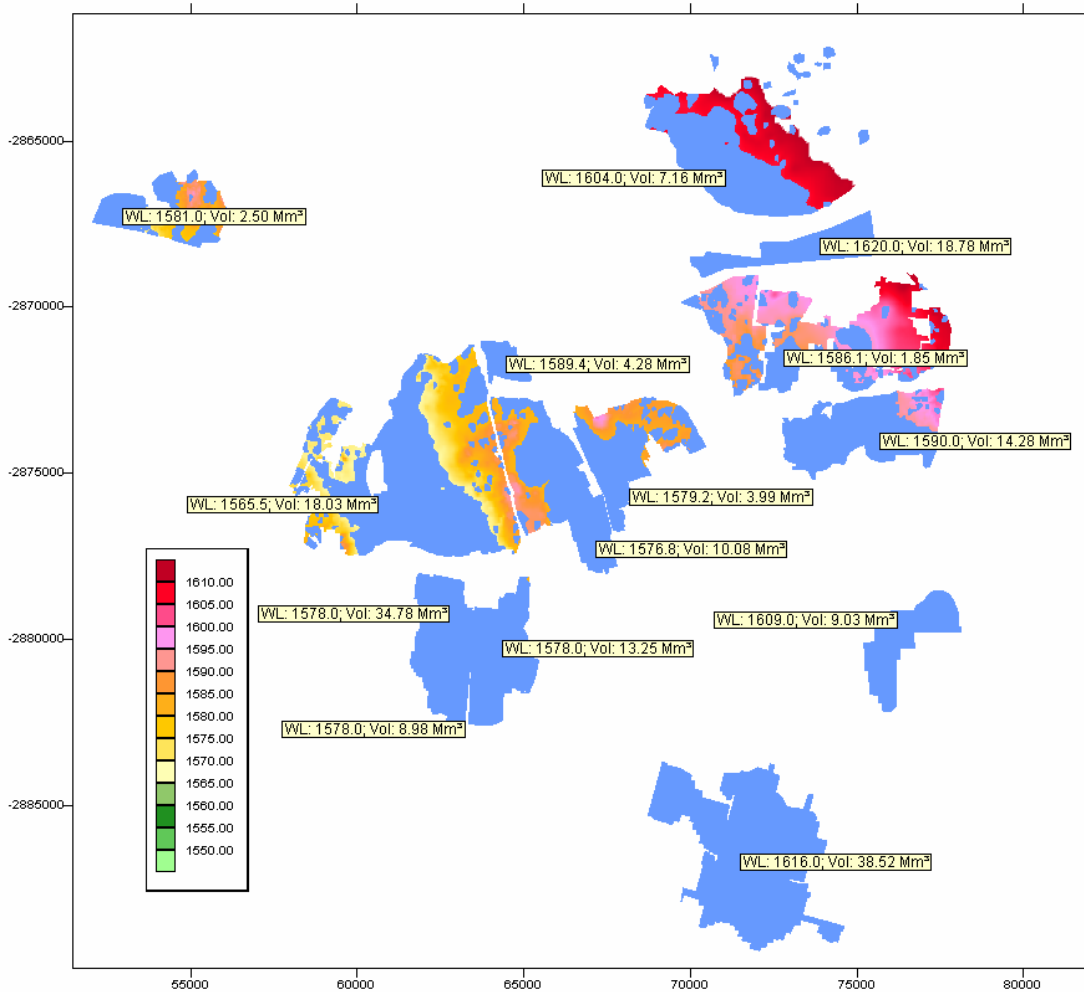 -2865000
WL: 1604.0; Vol: 7.16 Mm³
WL: 1581.0; Vol: 2.50 Mm³
WL: 1620.0; Vol: 18.78 Mm³
-2870000
WL: 1586.1; Vol: 1.85 Mm³
WL: 1589.4; Vol: 4.28 Mm³
WL: 1590.0; Vol: 14.28 Mm³
-2875000
WL: 1579.2; Vol: 3.99 Mm³
WL: 1565.5; Vol: 18.03 Mm³
WL: 1576.8; Vol: 10.08 Mm³
1610.00
1605.00
1600.00
1595.00
1590.00
1585.00
1580.00
1575.00
1570.00
1565.00
1560.00
1555.00
1550.00
WL: 1578.0; Vol: 34.78 Mm³
WL: 1609.0; Vol: 9.03 Mm³
-2880000
WL: 1578.0; Vol: 13.25 Mm³
WL: 1578.0; Vol: 8.98 Mm³
-2885000
WL: 1616.0; Vol: 38.52 Mm³
55000
60000
65000
70000
75000
80000